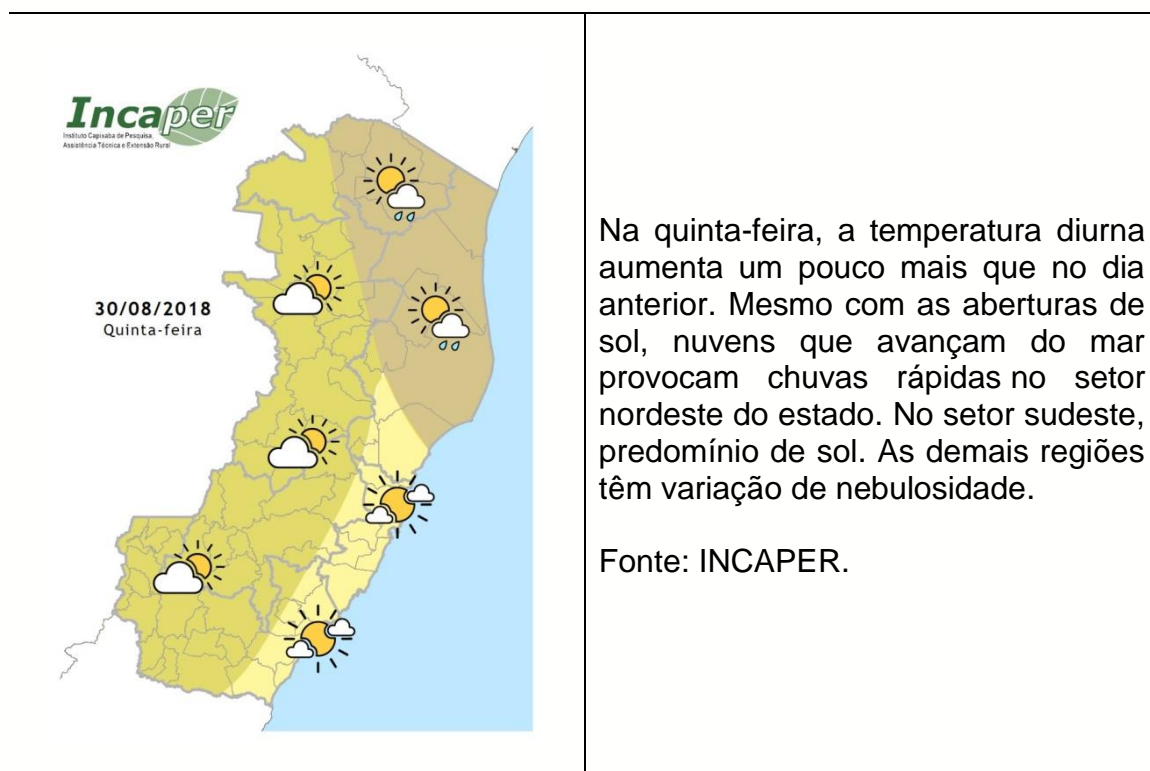 Incaper
Instituto Capixaba de Pesquisa,
Assistência Técnica e Extensão Rural
30/08/2018
Quinta-feira
Na quinta-feira, a temperatura diurna
aumenta um pouco mais que no dia
anterior. Mesmo com as aberturas de
sol, nuvens que avançam do mar
provocam chuvas rápidas no setor
nordeste do estado. No setor sudeste,
predomínio de sol. As demais regiões
têm variação de nebulosidade.
Fonte: INCAPER.